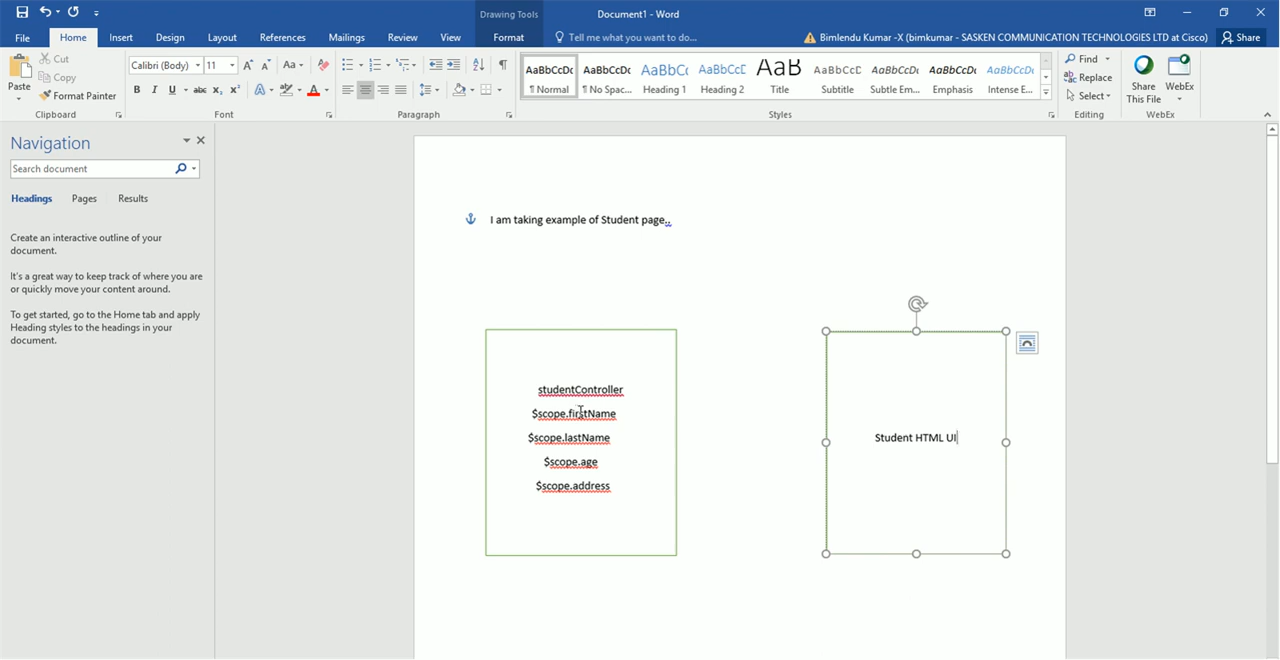 Drawing Tools
Document1 - Word
File
Home
Insert
Design
Layout
References
Mailings
Review
View
Format
Tell me what you want to do...
Bimlendu Kumar -X (bimkumar - SASKEN COMMUNICATION TECHNOLOGIES LTD at Cisco)
Share
Paste
Cut
Copy
Format Painter
Clipboard
Calibri (Body)
11
Font
Paragraph
AaBbCcDc
¶ Normal
AaBbCcDc
¶ No Spac...
AaBbCc
Heading 1
AaBbCcE
Heading 2
AaB
Title
AaBbCcD
Subtitle
AaBbCcDc
Subtle Em...
AaBbCcDc
Emphasis
AaBbCcDc
Intense E...
Styles
Find
Replace
Select
Editing
Share
This File
WebEx
WebEx
Navigation
Search document
Headings
Pages
Results
Create an interactive outline of your
document.
It's a great way to keep track of where you are
or quickly move your content around.
To get started, go to the Home tab and apply
Heading styles to the headings in your
document.
I am taking example of Student page..
studentController
$scope.firstName
$scope.lastName
$scope.age
$scope.address
Student HTML UI